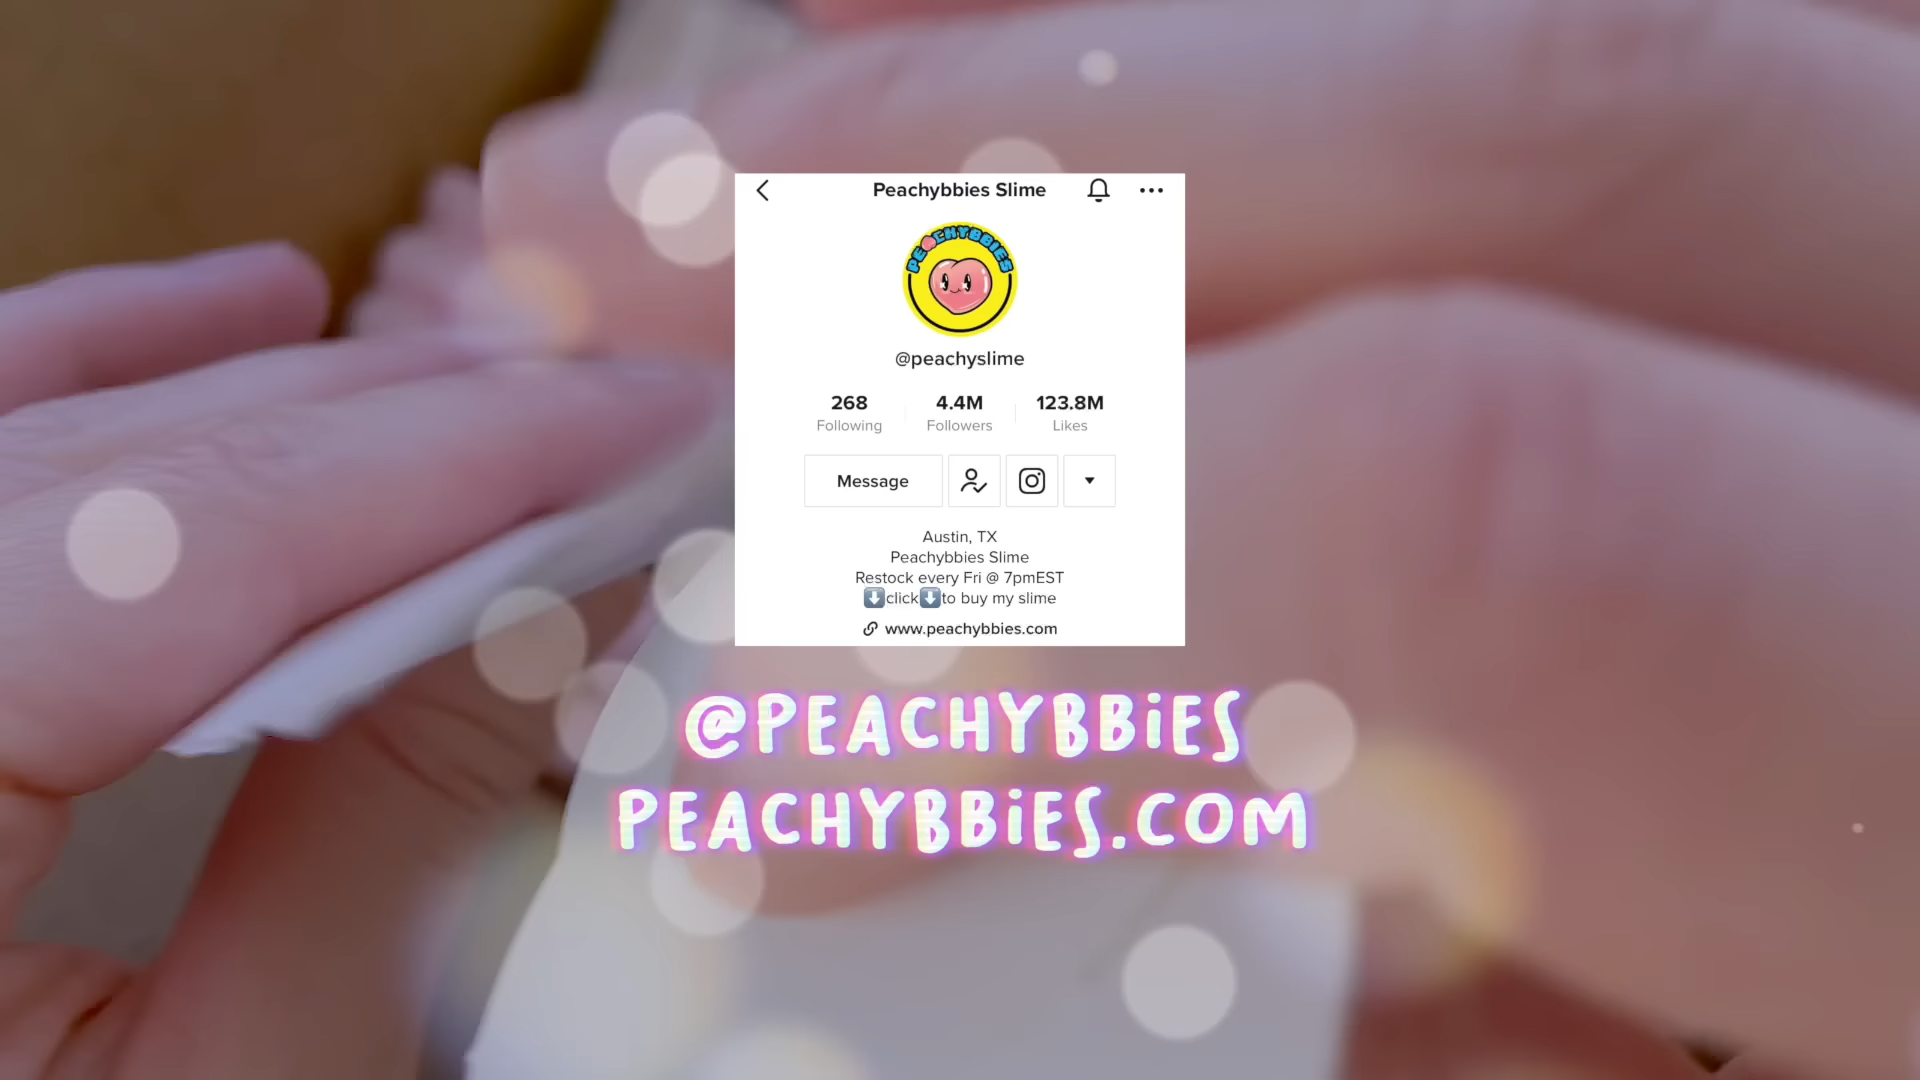 Peachybbies Slime
PEACHYBBIES
@peachyslime
268 4.4M 123.8M
Following Followers Likes
Message
Austin, TX
Peachybbies Slime
Restock every Fri @ 7pmEST
⬇️click⬇️to buy my slime
www.peachybbies.com
@PEACHYBBiES
PEACHYBBiES.COM